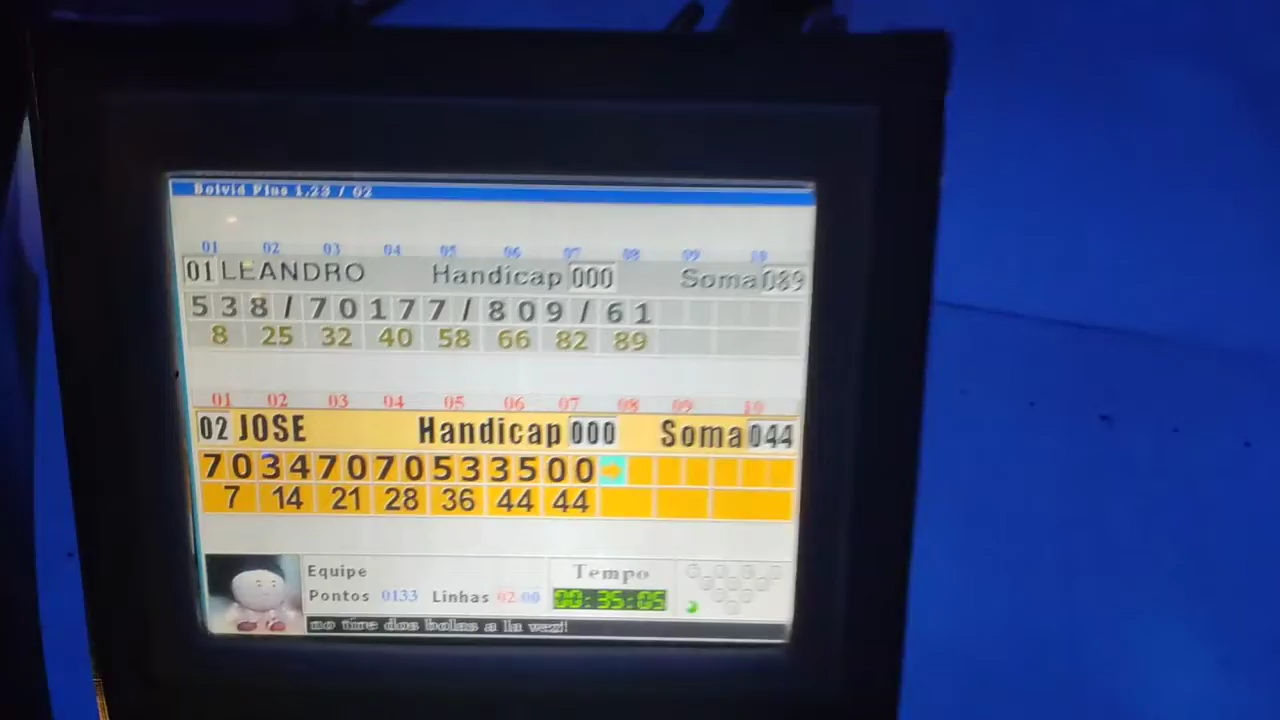 Bolvid Plus 1.23 / 02
01 02 03 04 05 06 07 08 09 10
01 LEANDRO Handicap 000 Soma 089
5 3 8 / 7 0 1 7 7 / 8 0 9 / 6 1
8 25 32 40 58 66 82 89
01 02 03 04 05 06 07 08 09 10
02 JOSE Handicap 000 Soma 044
7 0 3 4 7 0 7 0 5 3 3 5 0 0
7 14 21 28 36 44 44
Equipe Tempo
Pontos 0133 Linhas 02.00 00:35:05
no tire dos bolas a la vez!